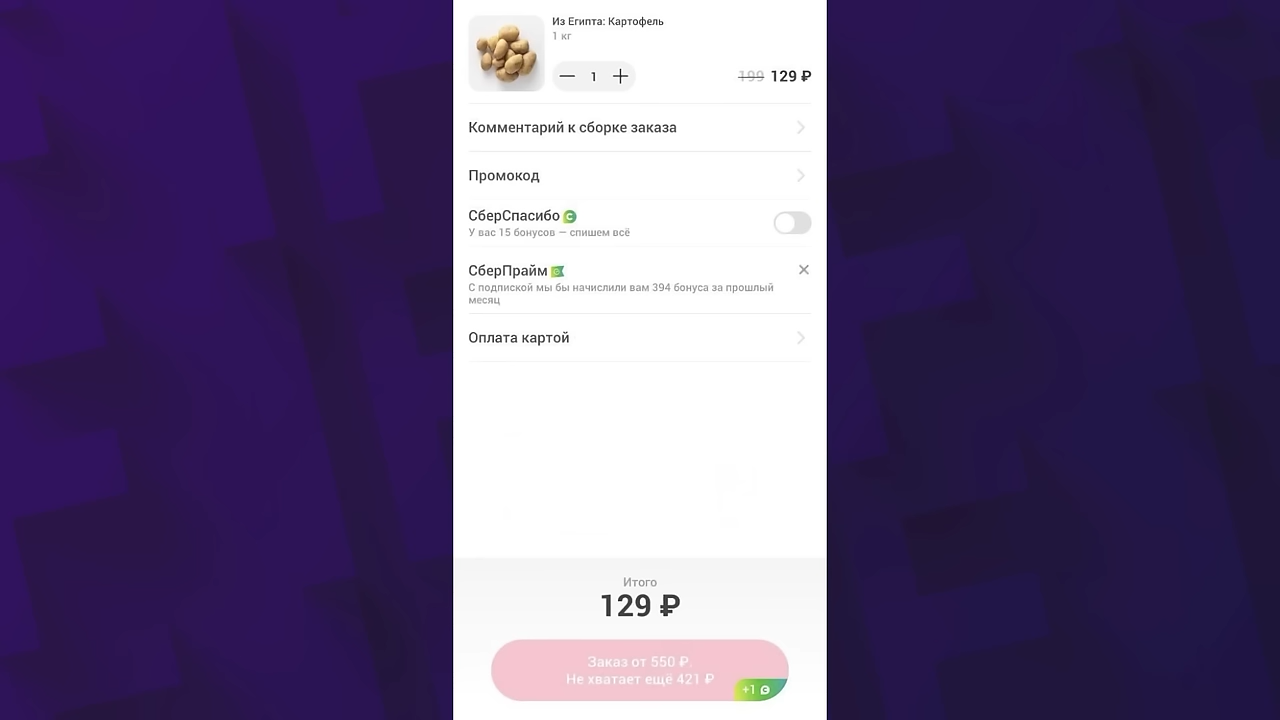 Из Египта: Картофель
1 кг
1
199 129 ₽
Комментарий к сборке заказа
Промокод
СберСпасибо
У вас 15 бонусов — спишем всё
СберПрайм
С подпиской мы бы начислили вам 394 бонуса за прошлый
месяц
Оплата картой
Итого
129 ₽
Заказ от 550 ₽.
Не хватает ещё 421 ₽
+1